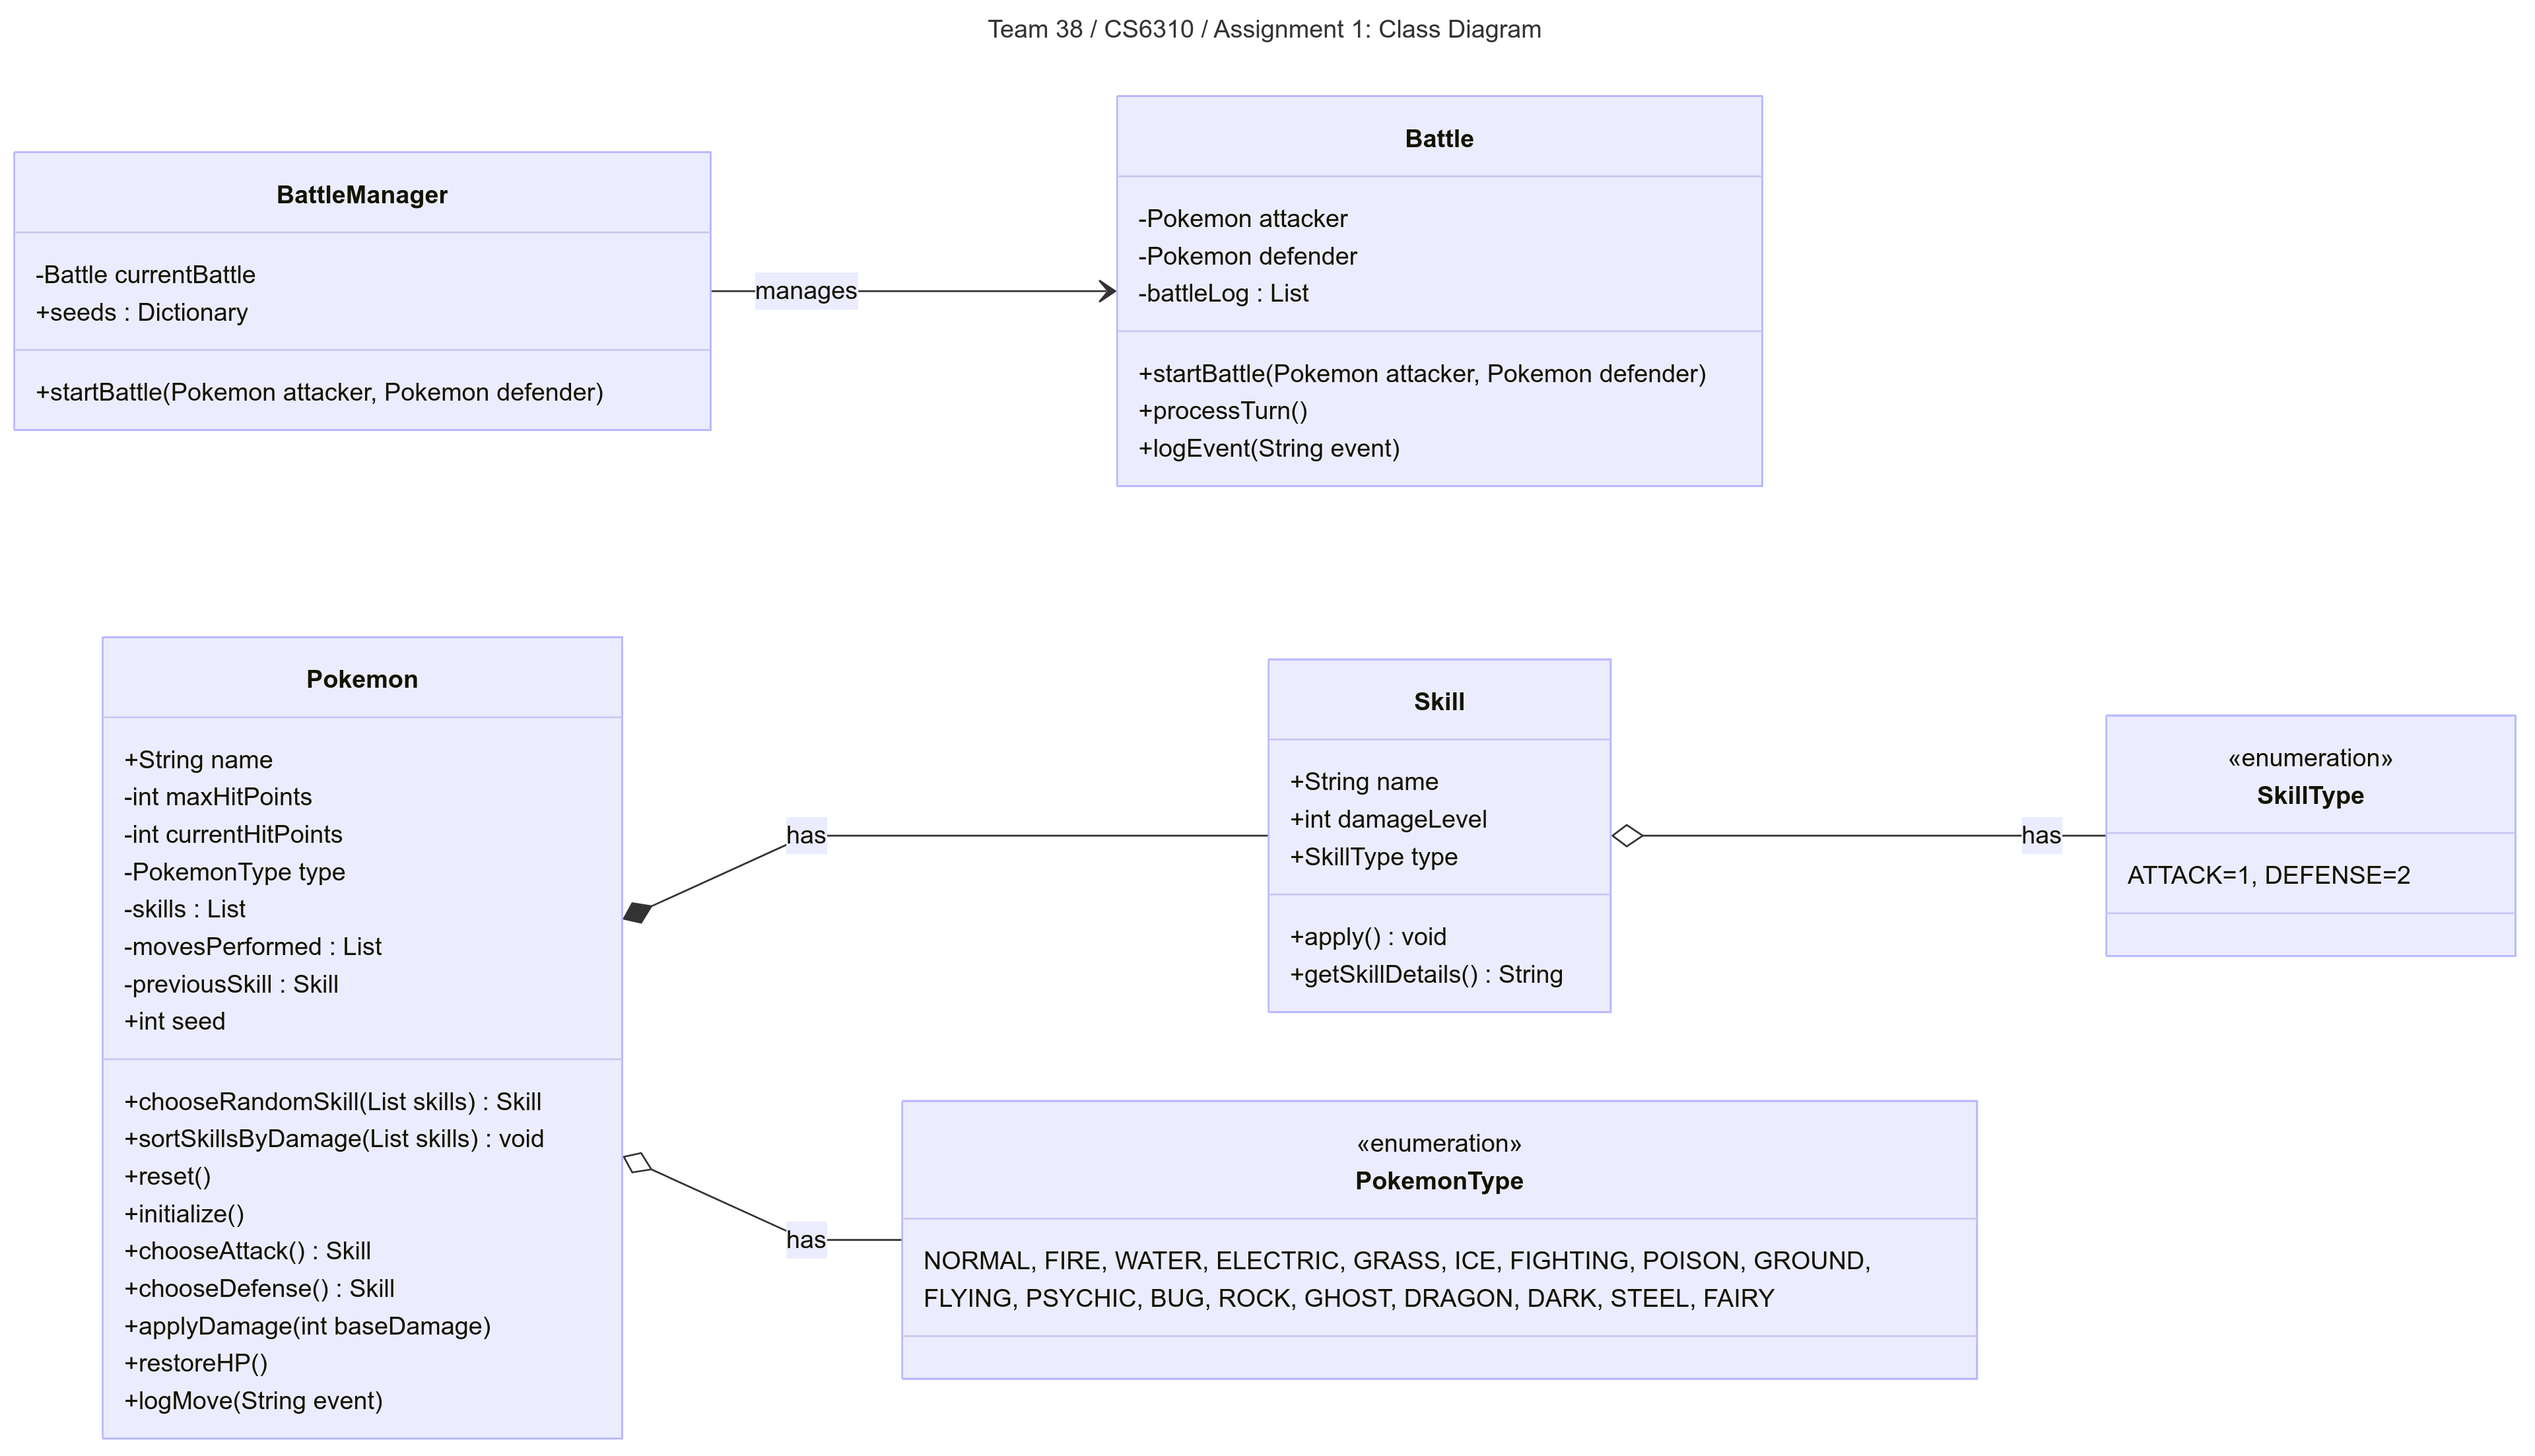 Team 38 / CS6310 / Assignment 1: Class Diagram
BattleManager
-Battle currentBattle
+seeds : Dictionary
+startBattle(Pokemon attacker, Pokemon defender)
manages
Battle
-Pokemon attacker
-Pokemon defender
-battleLog : List
+startBattle(Pokemon attacker, Pokemon defender)
+processTurn()
+logEvent(String event)
Pokemon
+String name
-int maxHitPoints
-int currentHitPoints
-PokemonType type
-skills : List
-movesPerformed : List
-previousSkill : Skill
+int seed
+chooseRandomSkill(List skills) : Skill
+sortSkillsByDamage(List skills) : void
+reset()
+initialize()
+chooseAttack() : Skill
+chooseDefense() : Skill
+applyDamage(int baseDamage)
+restoreHP()
+logMove(String event)
has
Skill
+String name
+int damageLevel
+SkillType type
+apply() : void
+getSkillDetails() : String
has
«enumeration»
SkillType
ATTACK=1, DEFENSE=2
has
«enumeration»
PokemonType
NORMAL, FIRE, WATER, ELECTRIC, GRASS, ICE, FIGHTING, POISON, GROUND,
FLYING, PSYCHIC, BUG, ROCK, GHOST, DRAGON, DARK, STEEL, FAIRY